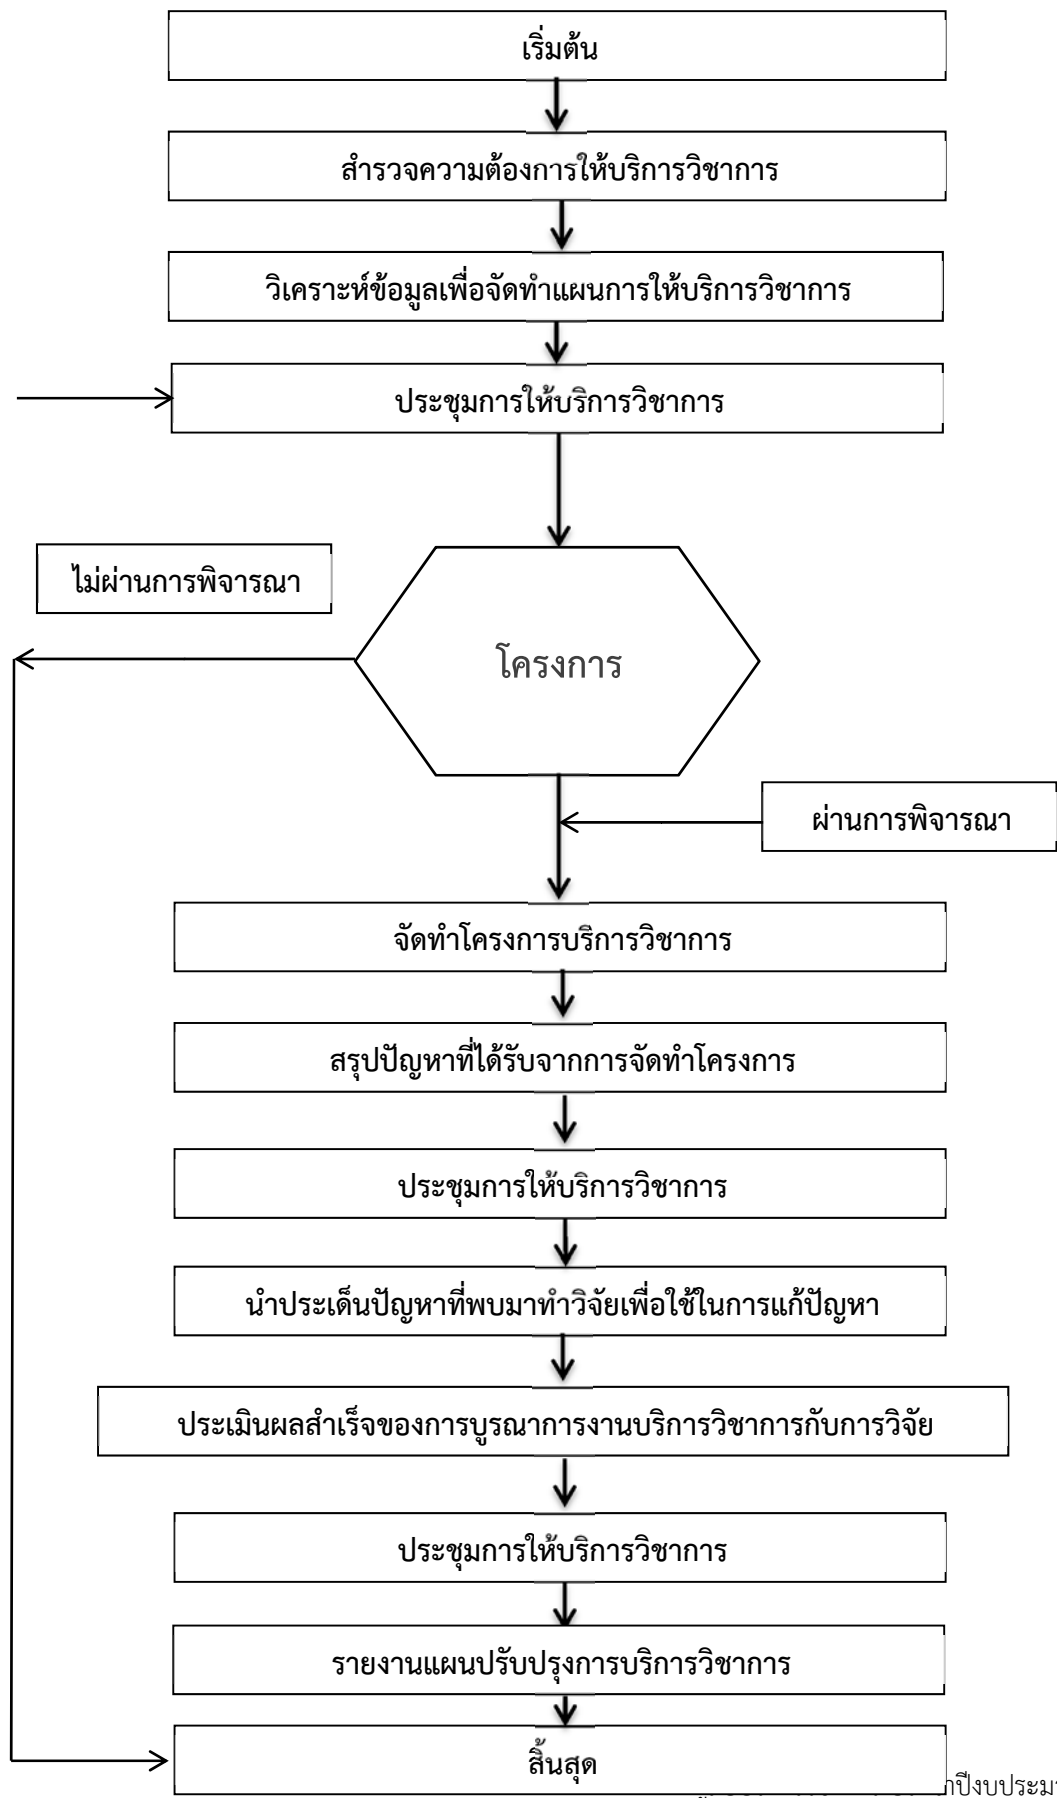 เริ่มต้น
สำรวจความต้องการให้บริการวิชาการ
วิเคราะห์ข้อมูลเพื่อจัดทำแผนการให้บริการวิชาการ
ประชุมการให้บริการวิชาการ
ไม่ผ่านการพิจารณา
โครงการ
ผ่านการพิจารณา
จัดทำโครงการบริการวิชาการ
สรุปปัญหาที่ได้รับจากการจัดทำโครงการ
ประชุมการให้บริการวิชาการ
นำประเด็นปัญหาที่พบมาทำวิจัยเพื่อใช้ในการแก้ปัญหา
ประเมินผลสำเร็จของการบูรณาการงานบริการวิชาการกับการวิจัย
ประชุมการให้บริการวิชาการ
รายงานแผนปรับปรุงการบริการวิชาการ
สิ้นสุด